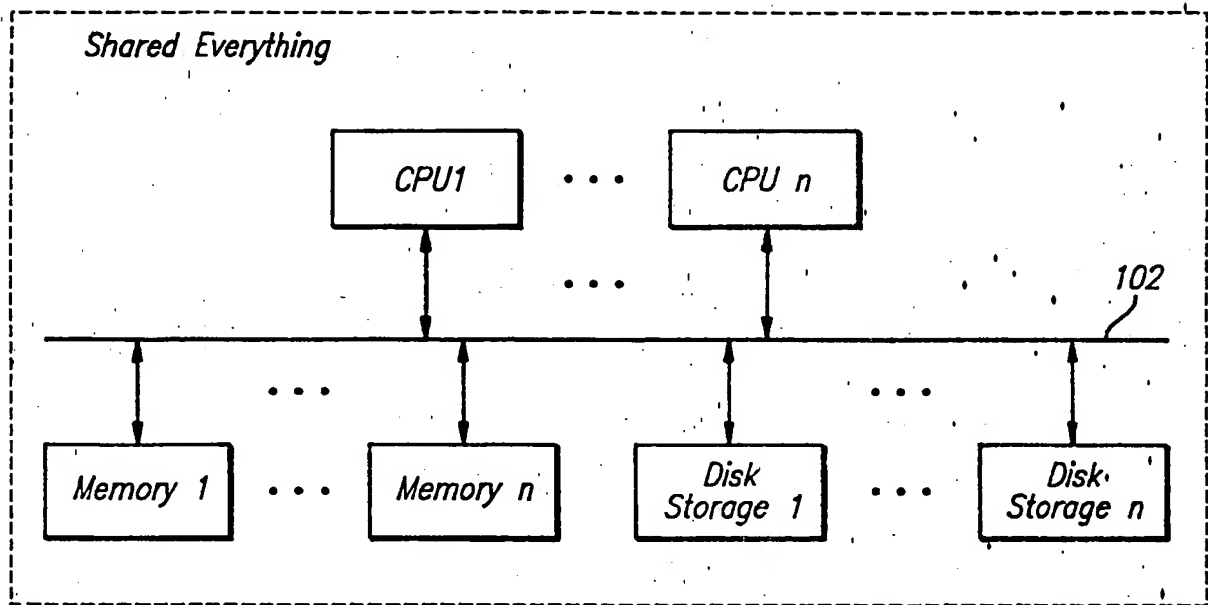 Shared Everything
CPU1
• • •
CPU n
• • •
102
• • •
• • •
Memory 1
• • •
Memory n
Disk
Storage 1
• • •
Disk
Storage n